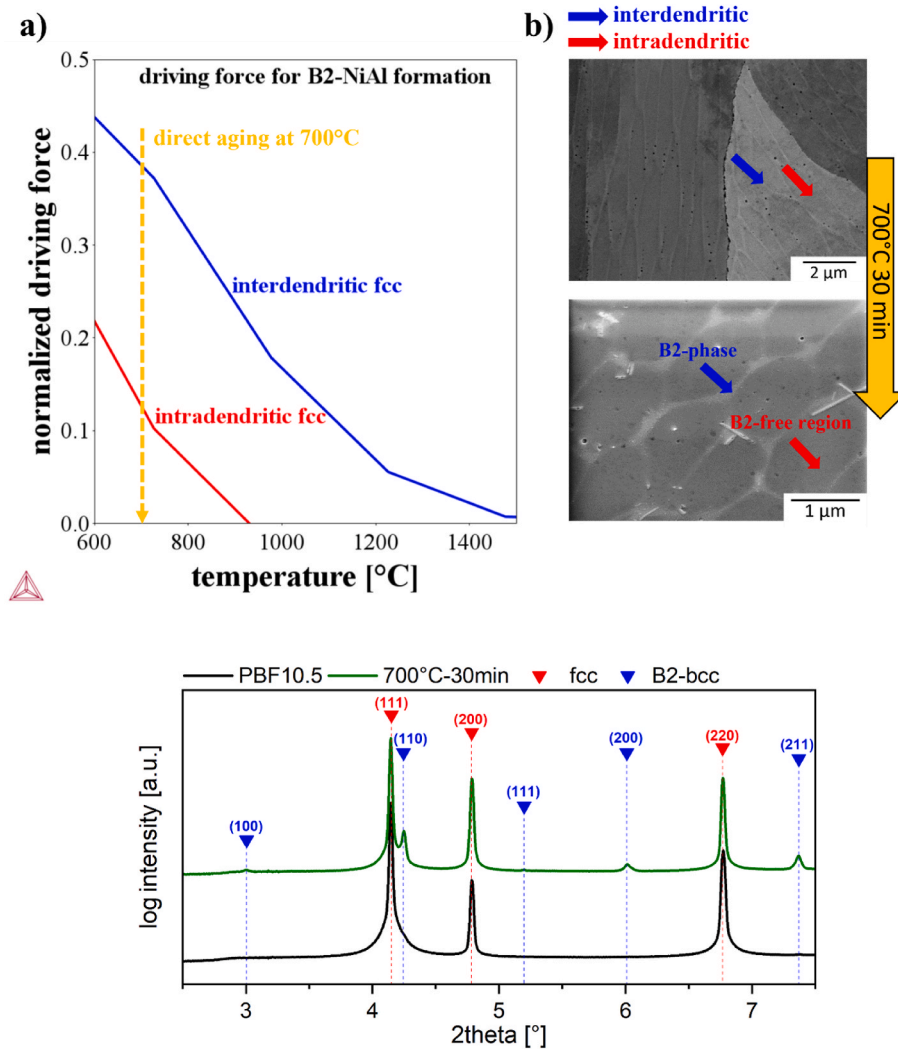 a)
0.5
0.4
0.3
0.2
0.1
0.0
normalized driving force
driving force for B2-NiAl formation
direct aging at 700°C
interdendritic fcc
intradendritic fcc
600
800
1000
1200
1400
temperature [°C]
b)
interdendritic
intradendritic
2 μm
700°C 30 min
B2-phase
B2-free region
1 μm
PBF10.5
700°C-30min
fcc
B2-bcc
(111)
(110)
(200)
(200)
(220)
(211)
(100)
(111)
log intensity [a.u.]
3
4
5
6
7
2theta [°]